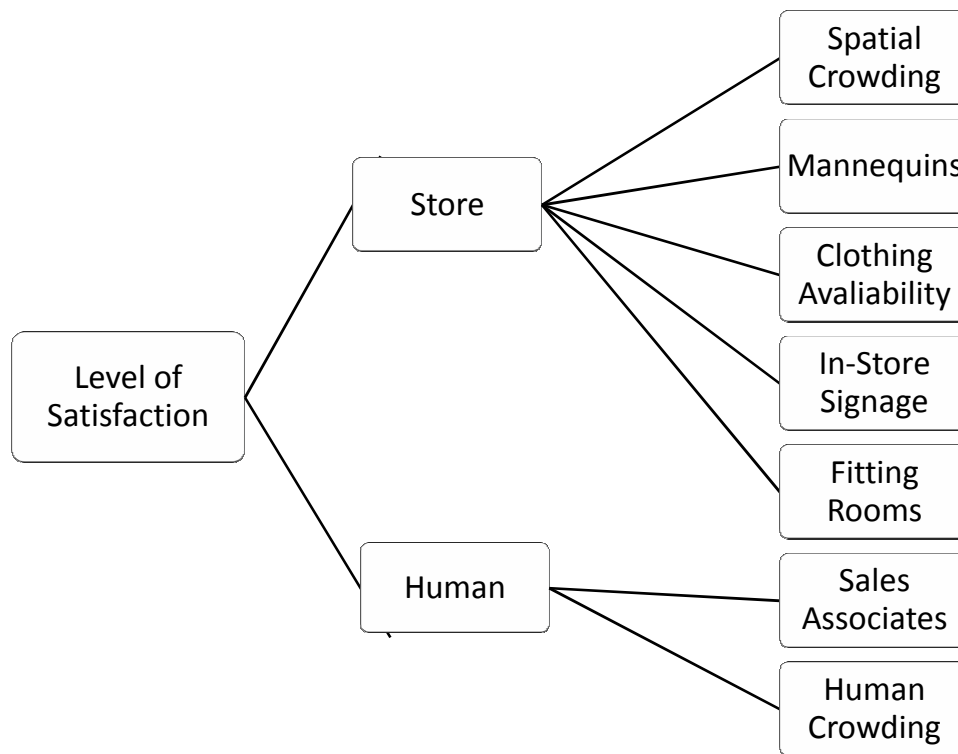 Spatial
Crowding
Mannequins
Store
Clothing
Avaliability
In-Store
Signage
Level of
Satisfaction
Fitting
Rooms
Human
Sales
Associates
Human
Crowding